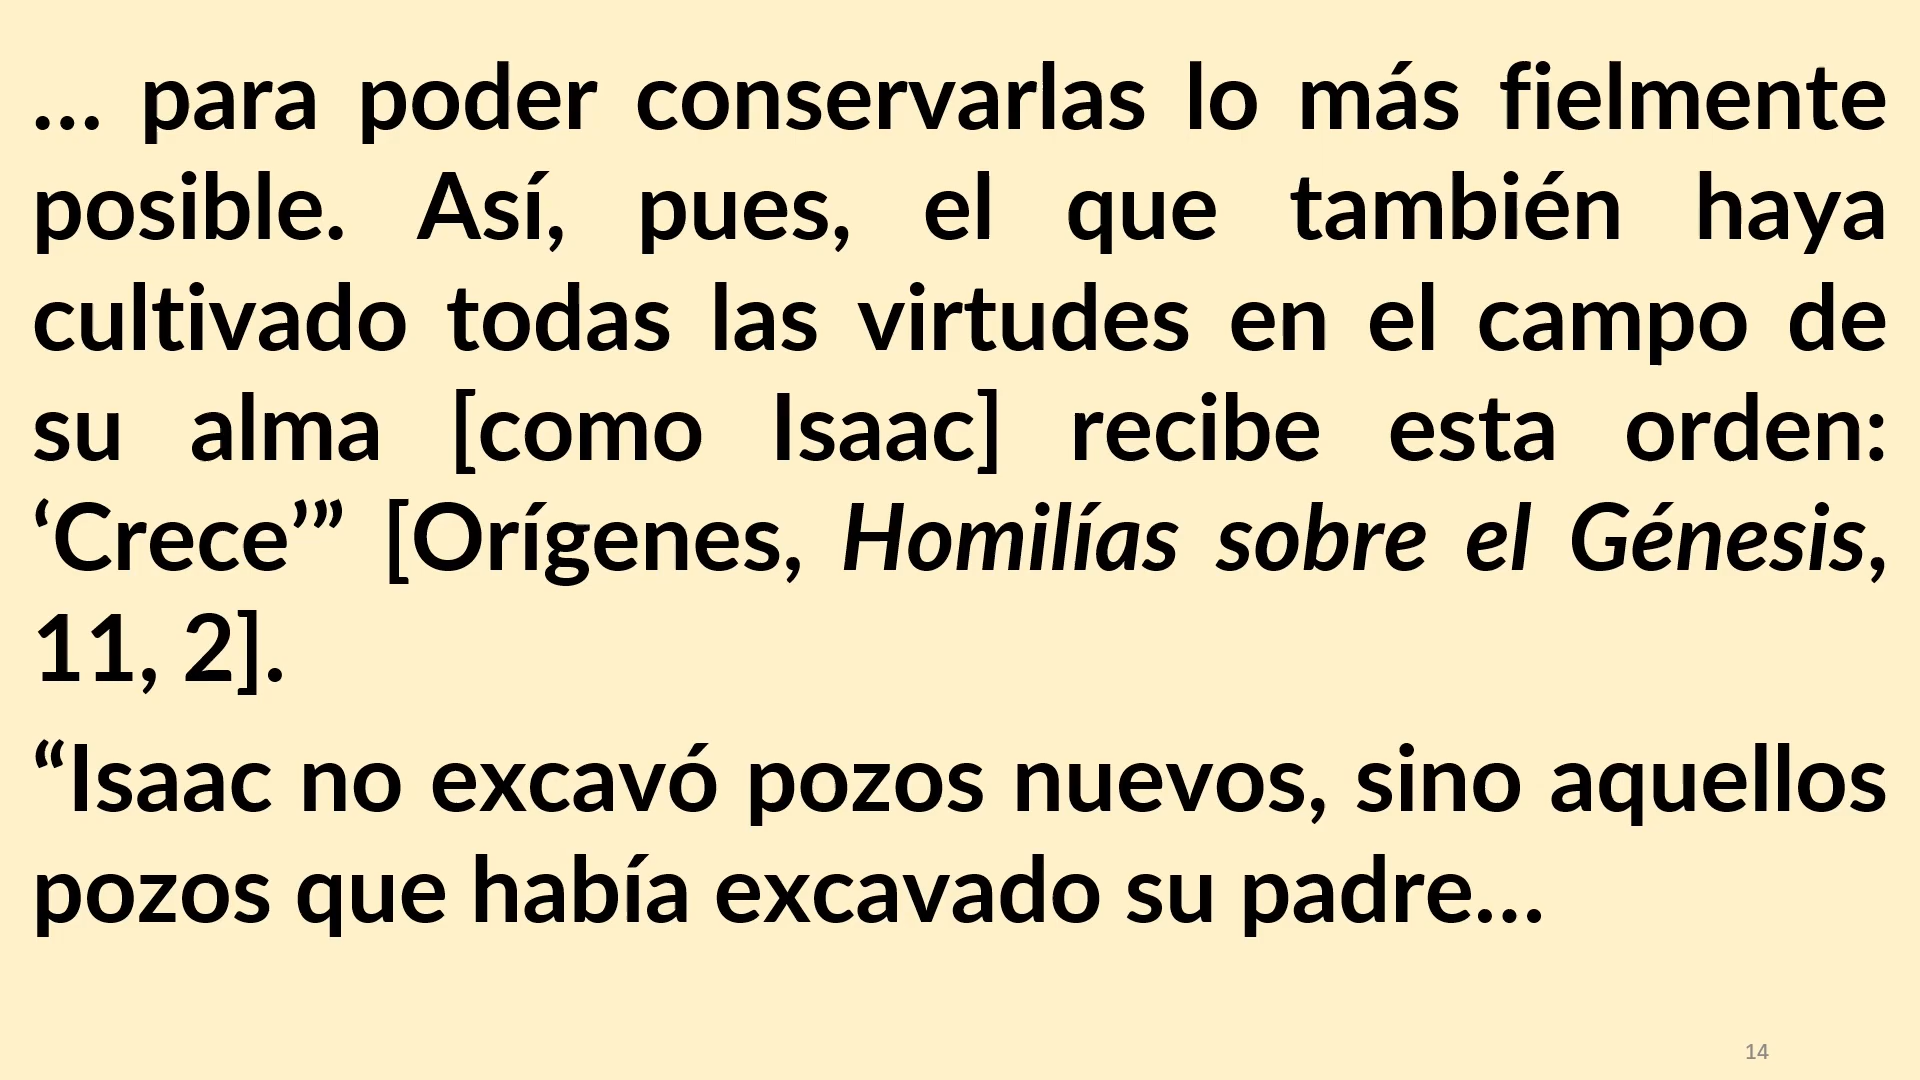 … para poder conservarlas lo más fielmente
posible. Así, pues, el que también haya
cultivado todas las virtudes en el campo de
su alma [como Isaac] recibe esta orden:
‘Crece’” [Orígenes, Homilías sobre el Génesis,
11, 2].
“Isaac no excavó pozos nuevos, sino aquellos
pozos que había excavado su padre…
14